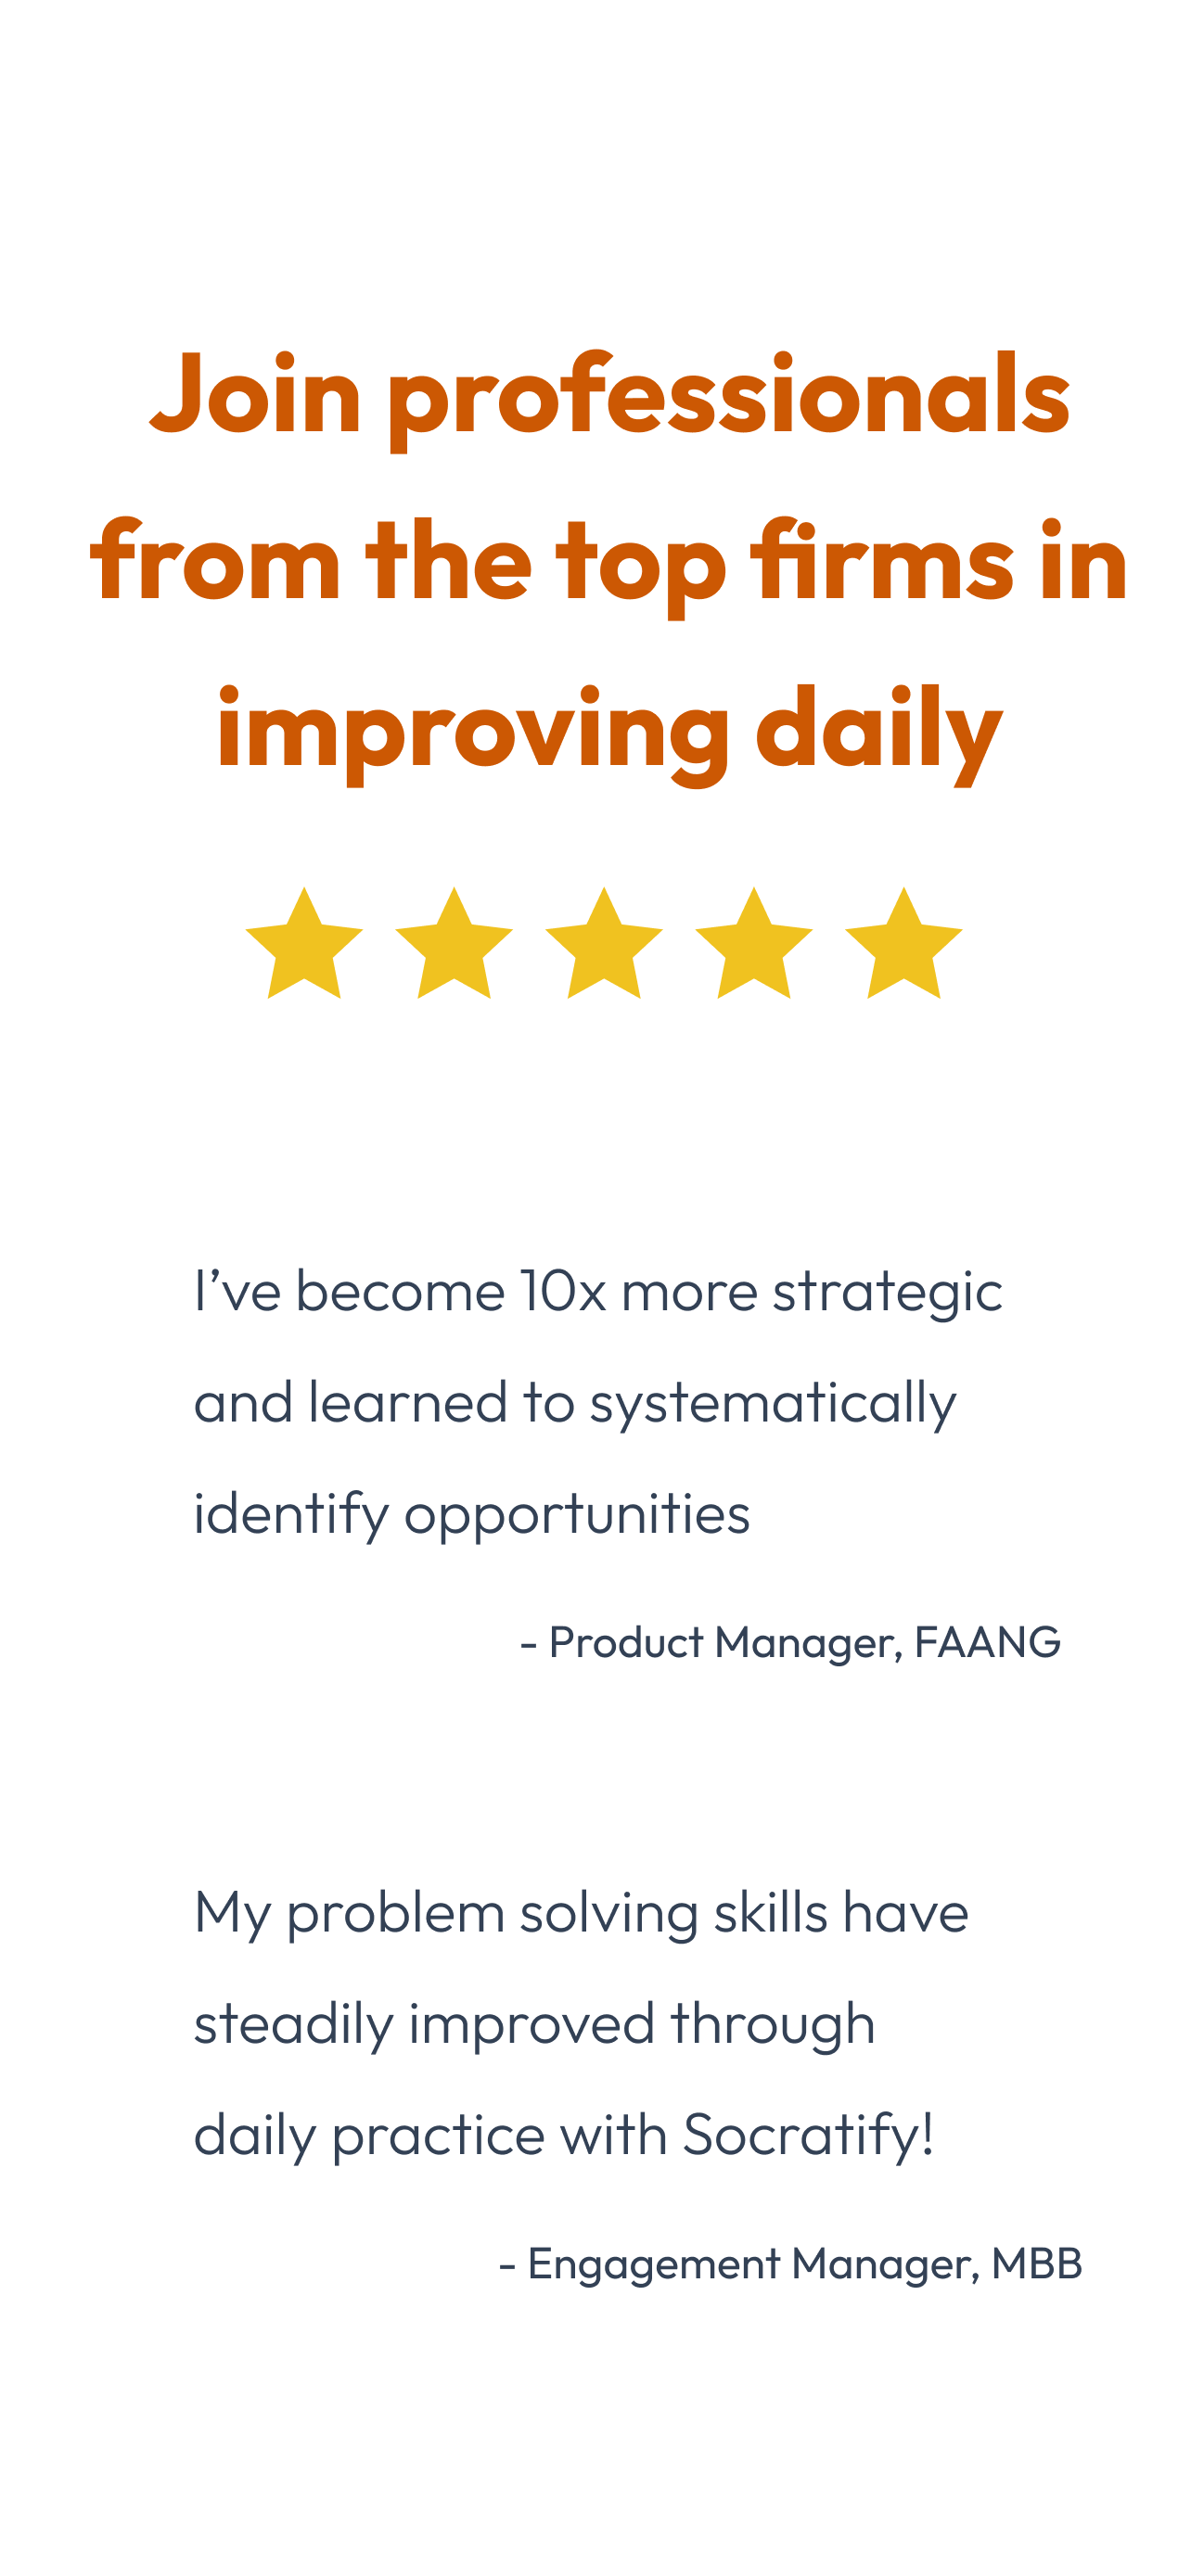 Join professionals
from the top firms in
improving daily
I’ve become 10x more strategic
and learned to systematically
identify opportunities
- Product Manager, FAANG
My problem solving skills have
steadily improved through
daily practice with Socratify!
- Engagement Manager, MBB